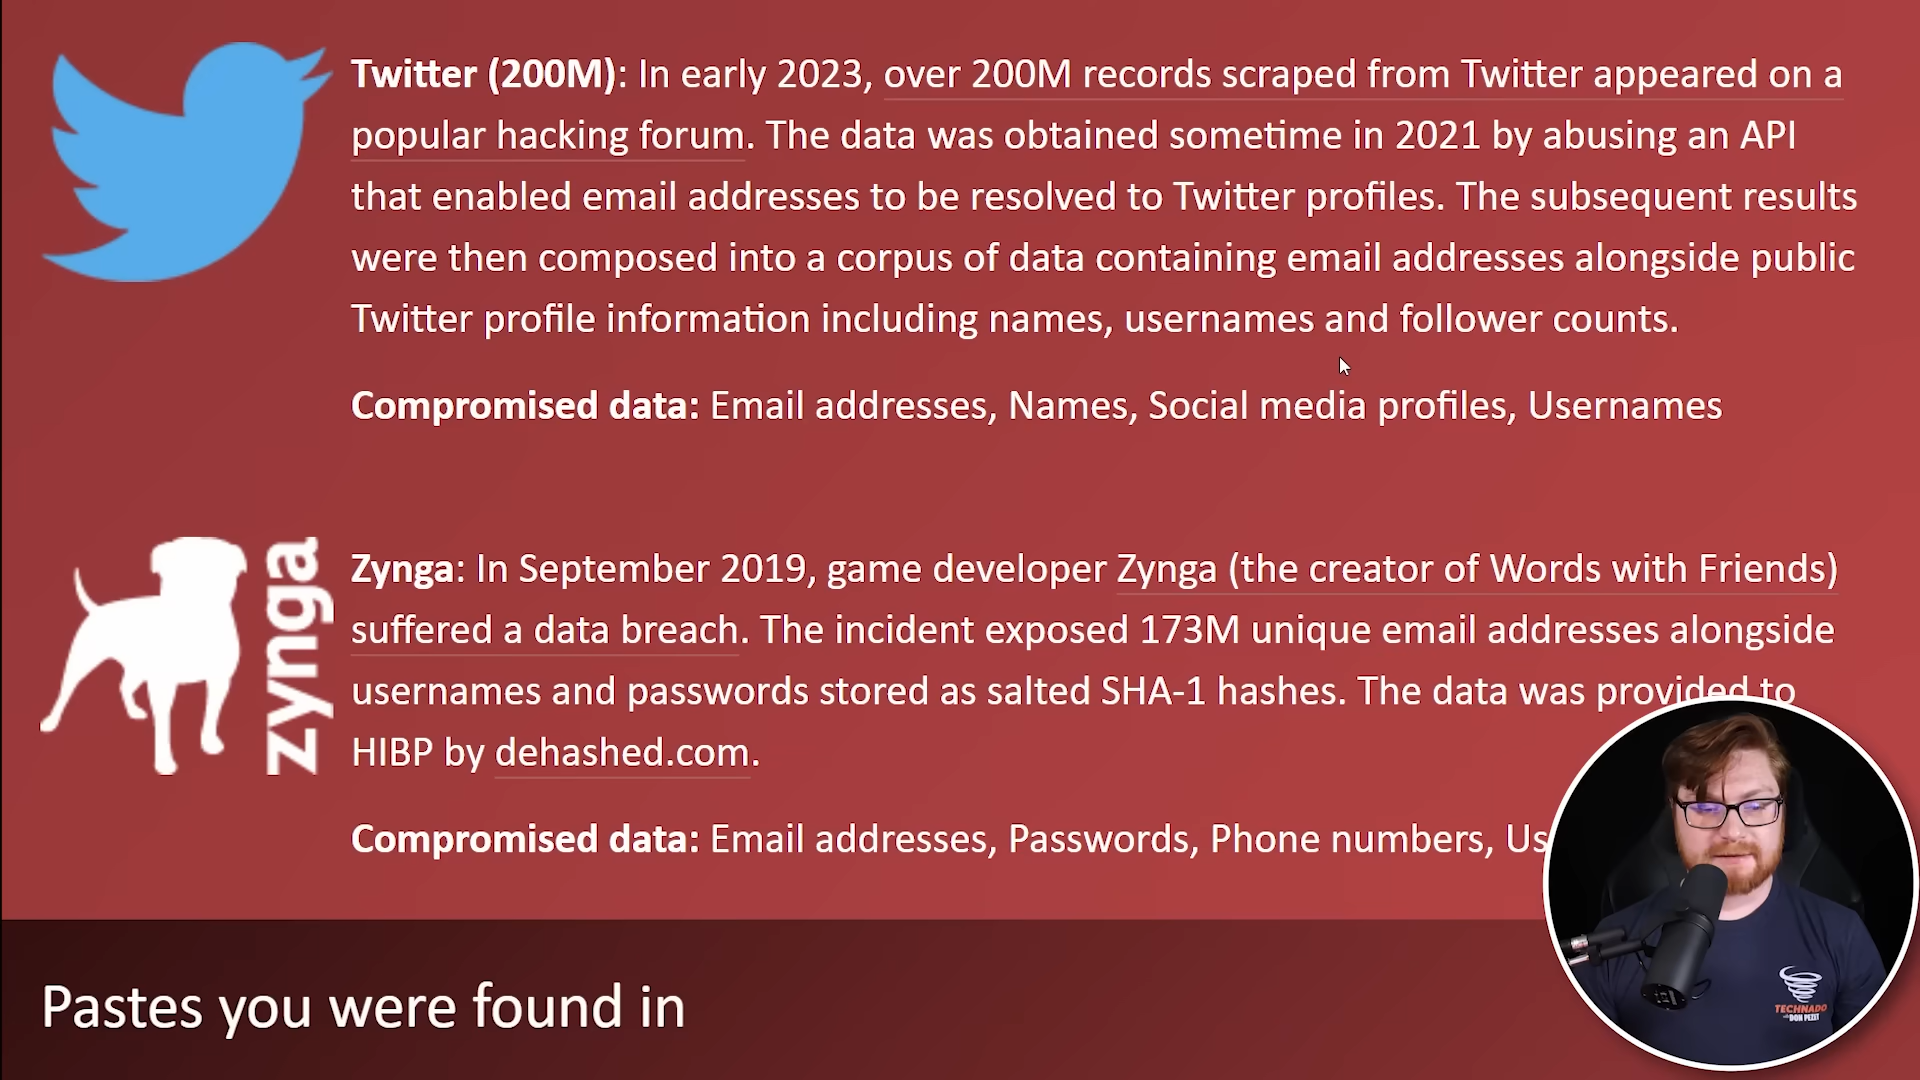 Twitter (200M): In early 2023, over 200M records scraped from Twitter appeared on a
popular hacking forum. The data was obtained sometime in 2021 by abusing an API
that enabled email addresses to be resolved to Twitter profiles. The subsequent results
were then composed into a corpus of data containing email addresses alongside public
Twitter profile information including names, usernames and follower counts.
Compromised data: Email addresses, Names, Social media profiles, Usernames
zynga
Zynga: In September 2019, game developer Zynga (the creator of Words with Friends)
suffered a data breach. The incident exposed 173M unique email addresses alongside
usernames and passwords stored as salted SHA-1 hashes. The data was provided to
HIBP by dehashed.com.
Compromised data: Email addresses, Passwords, Phone numbers, Us
Pastes you were found in
TECHNADO
with DON PEZET